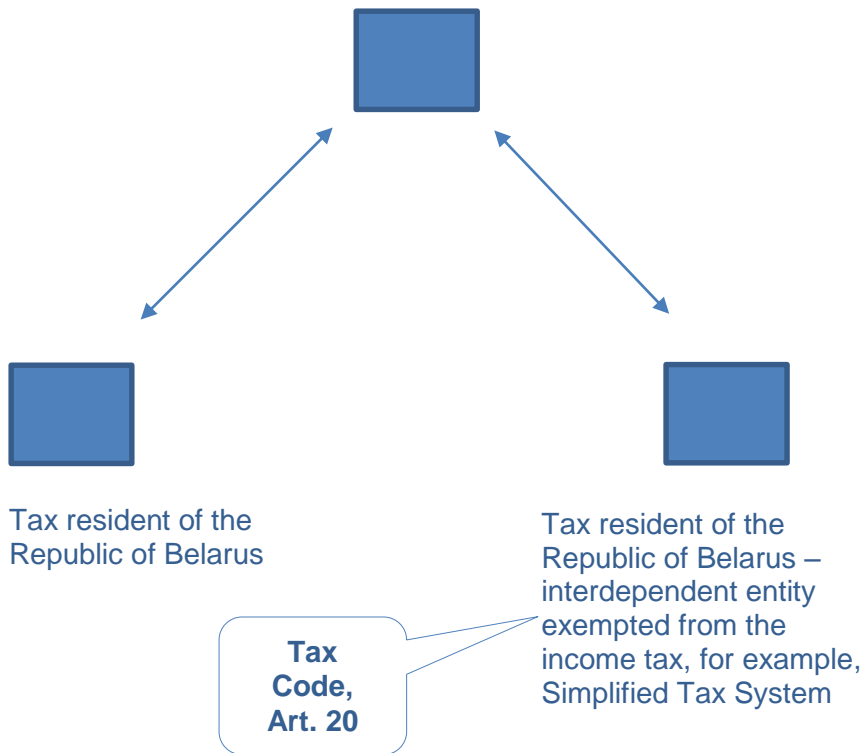 Tax resident of the
Republic of Belarus
Tax resident of the
Republic of Belarus –
interdependent entity
exempted from the
income tax, for example,
Simplified Tax System
Tax
Code,
Art. 20